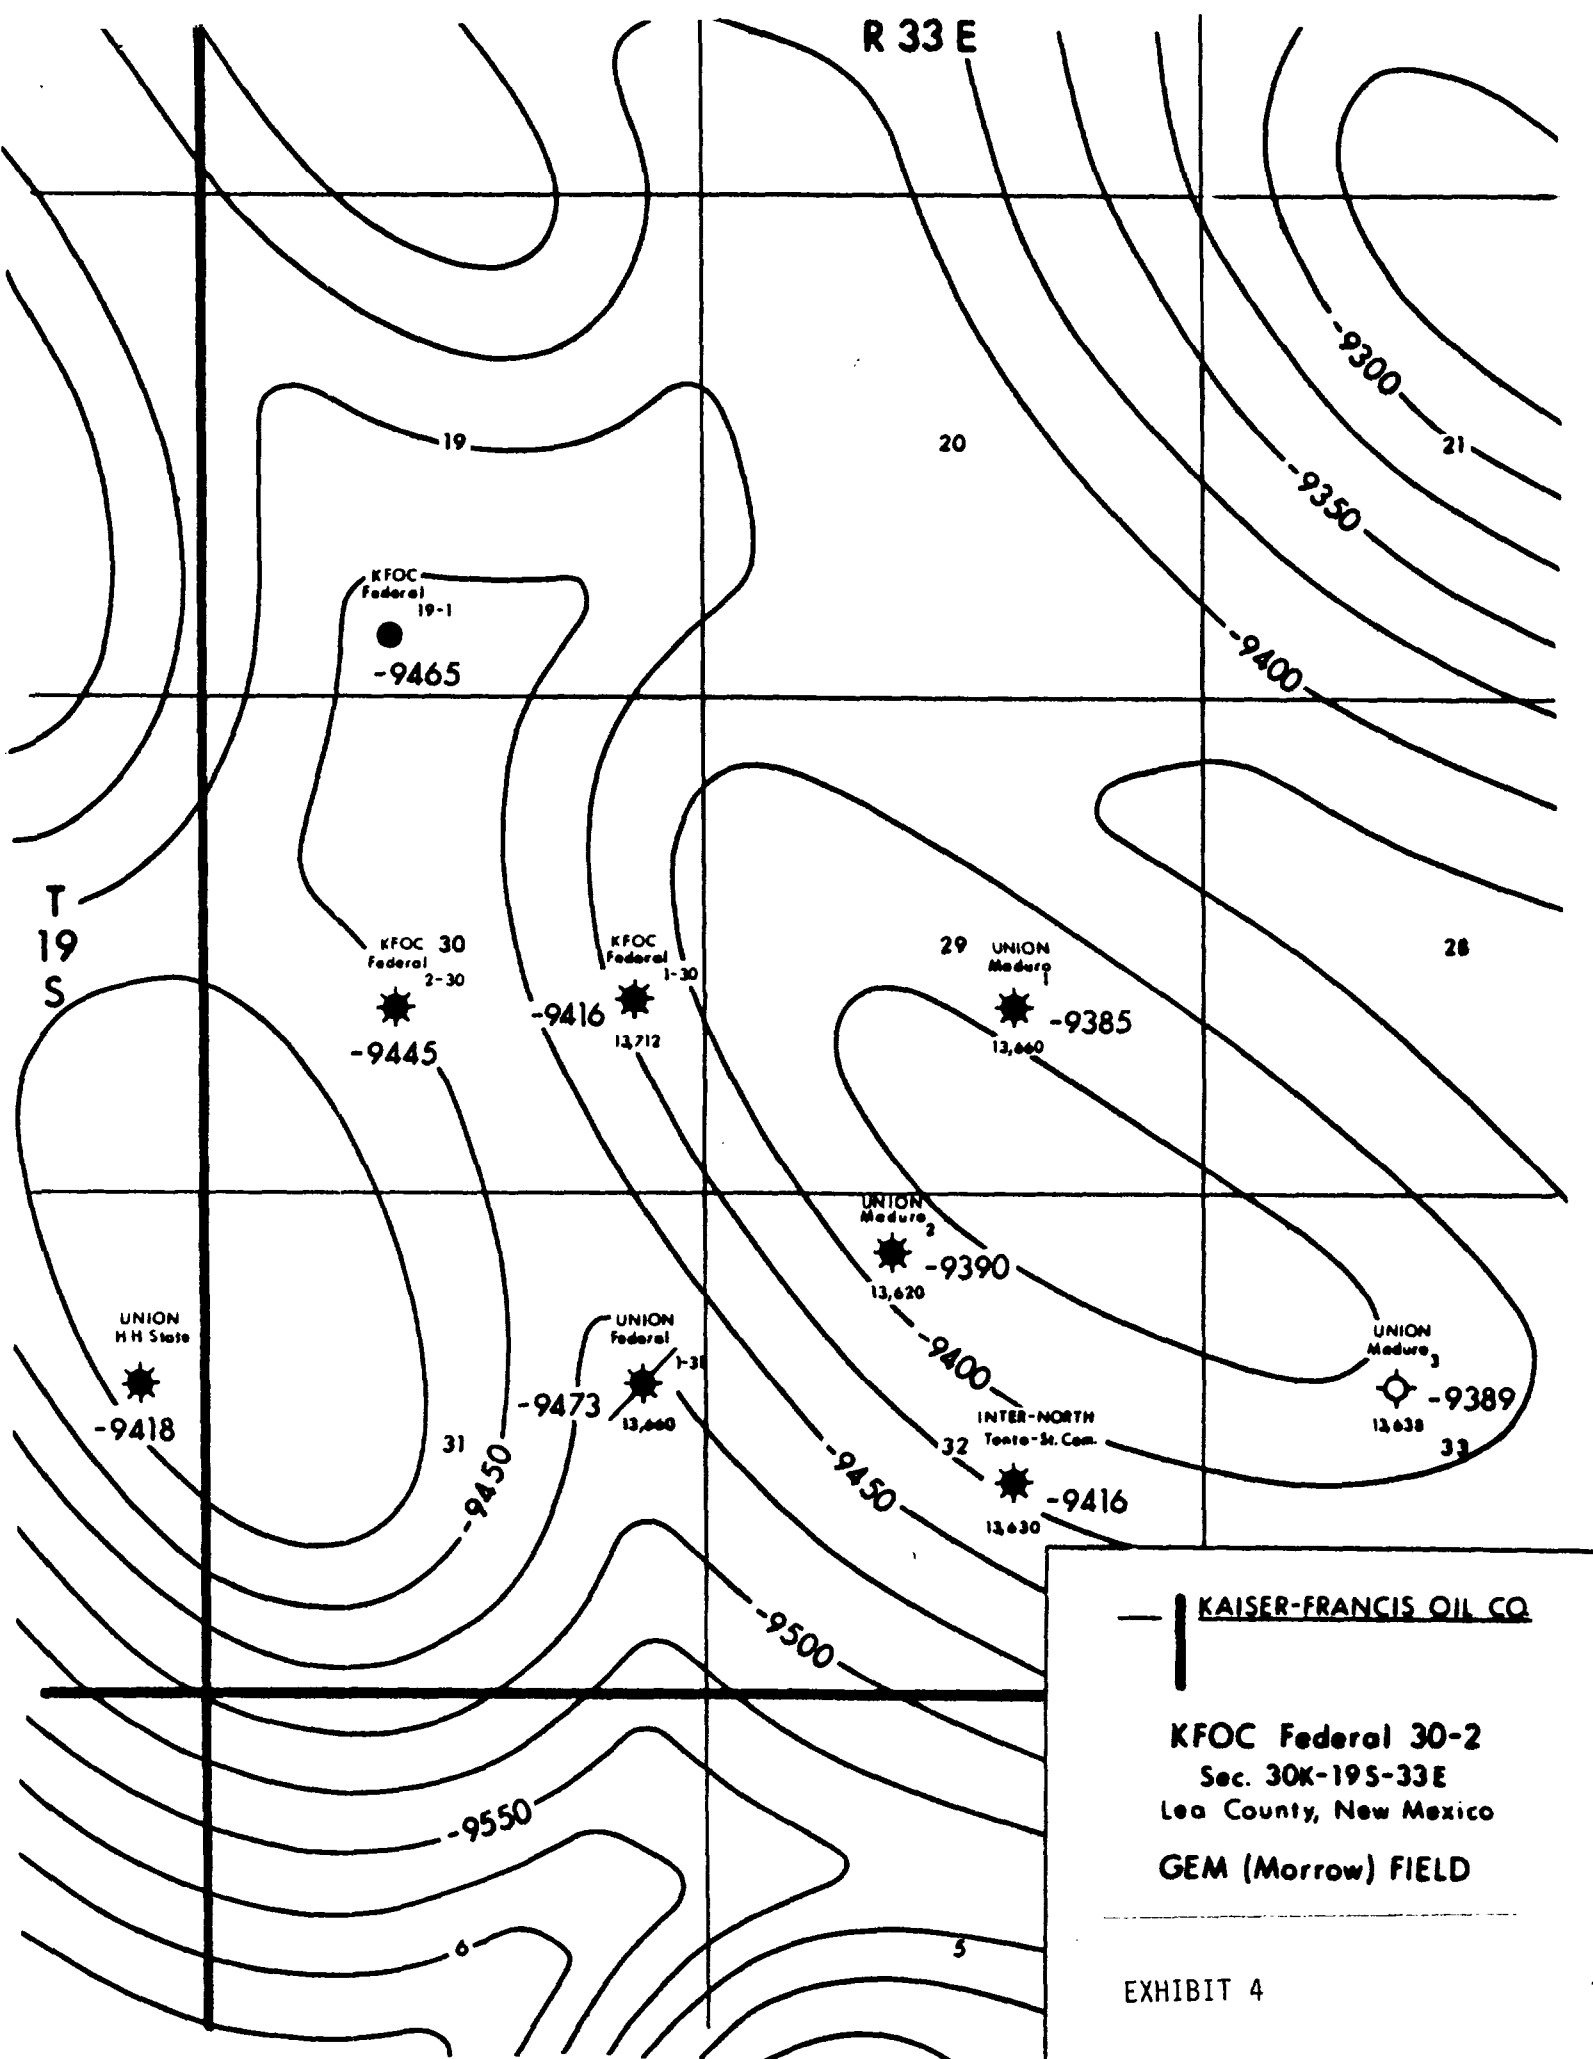 R 33 E
-9300
19
20
21
-9350
KFOC
Federal
19-1
-9465
-9400
T
19
S
KFOC 30
Federal
2-30
-9445
KFOC
Federal
1-30
-9416
13,712
29
UNION
Maduro
1
-9385
13,660
28
UNION
Maduro
2
-9390
13,620
UNION
H H State
-9418
UNION
Federal
1-31
-9473
13,660
-9400
UNION
Maduro
3
-9389
13,638
31
-9450
-9450
32
INTER-NORTH
Tonto-St. Com.
-9416
13,630
33
-9500
KAISER-FRANCIS OIL CO.
KFOC Federal 30-2
Sec. 30K-19S-33E
Lea County, New Mexico
GEM (Morrow) FIELD
-9550
6
5
EXHIBIT 4